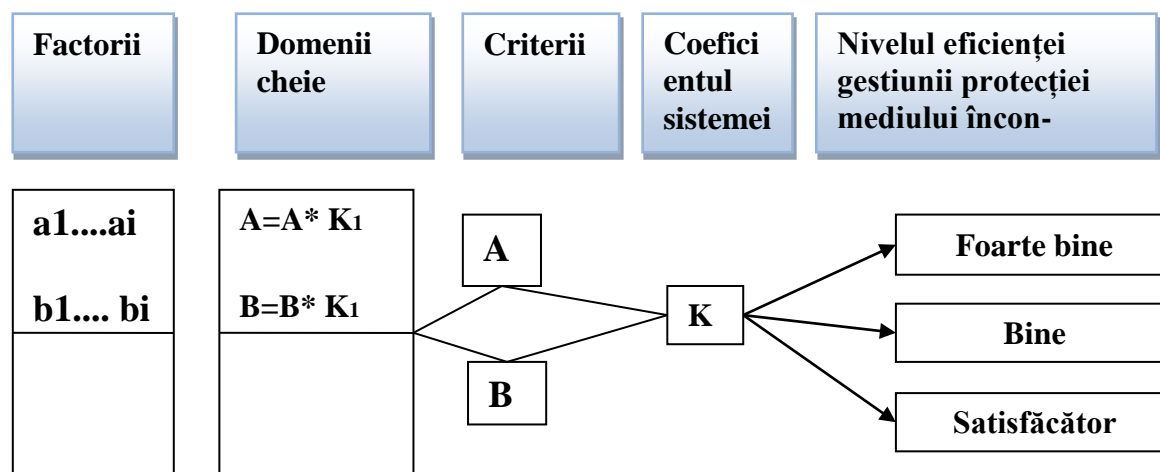 Factorii
Domenii
cheie
Criterii
Coefici
entul
sistemei
Nivelul eficienței
gestiunii protecției
mediului încon-
a1....ai
b1.... bi
A=A* K1
B=B* K1
A
B
K
Foarte bine
Bine
Satisfăcător